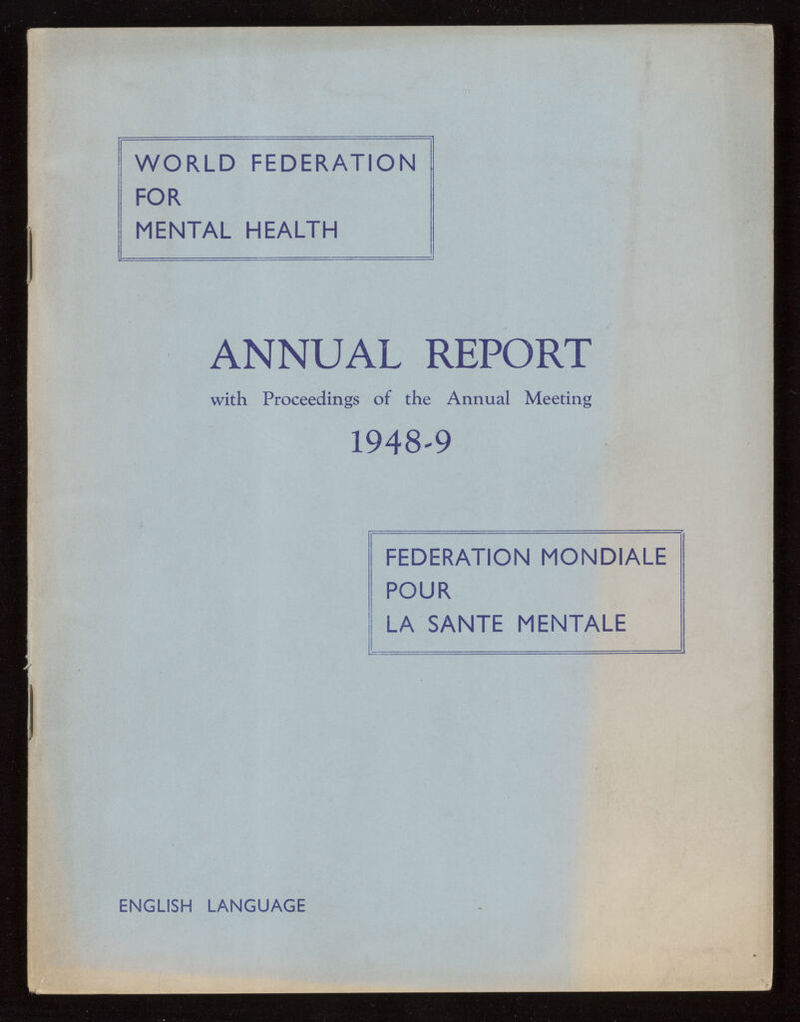 WORLD FEDERATION
FOR
MENTAL HEALTH
ANNUAL REPORT
with Proceedings of the Annual Meeting
1948-9
FEDERATION MONDIALE
POUR
LA SANTE MENTALE
ENGLISH LANGUAGE